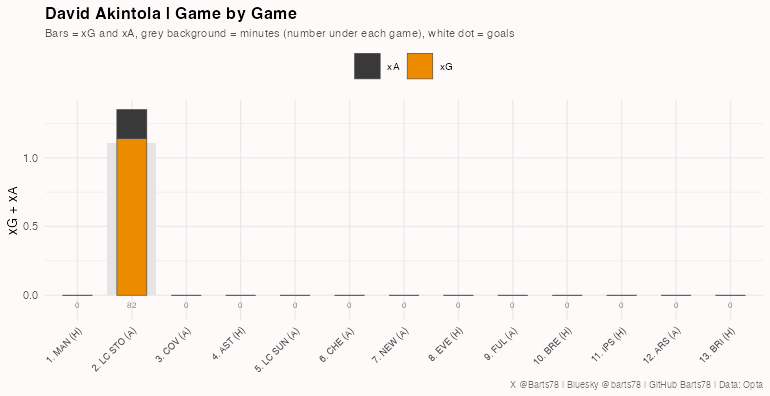 David Akintola | Game by Game
Bars = xG and xA, grey background = minutes (number under each game), white dot = goals
xA xG
xG + xA
1.0
0.5
0.0
0 82 0 0 0 0 0 0 0 0 0 0 0
1. MAN (H) 2. LC STO (A) 3. COV (A) 4. AST (H) 5. LC SUN (A) 6. CHE (A) 7. NEW (A) 8. EVE (H) 9. FUL (A) 10. BRE (H) 11. IPS (H) 12. ARS (A) 13. BRI (H)
X @Barts78 | Bluesky @barts78 | GitHub Barts78 | Data: Opta